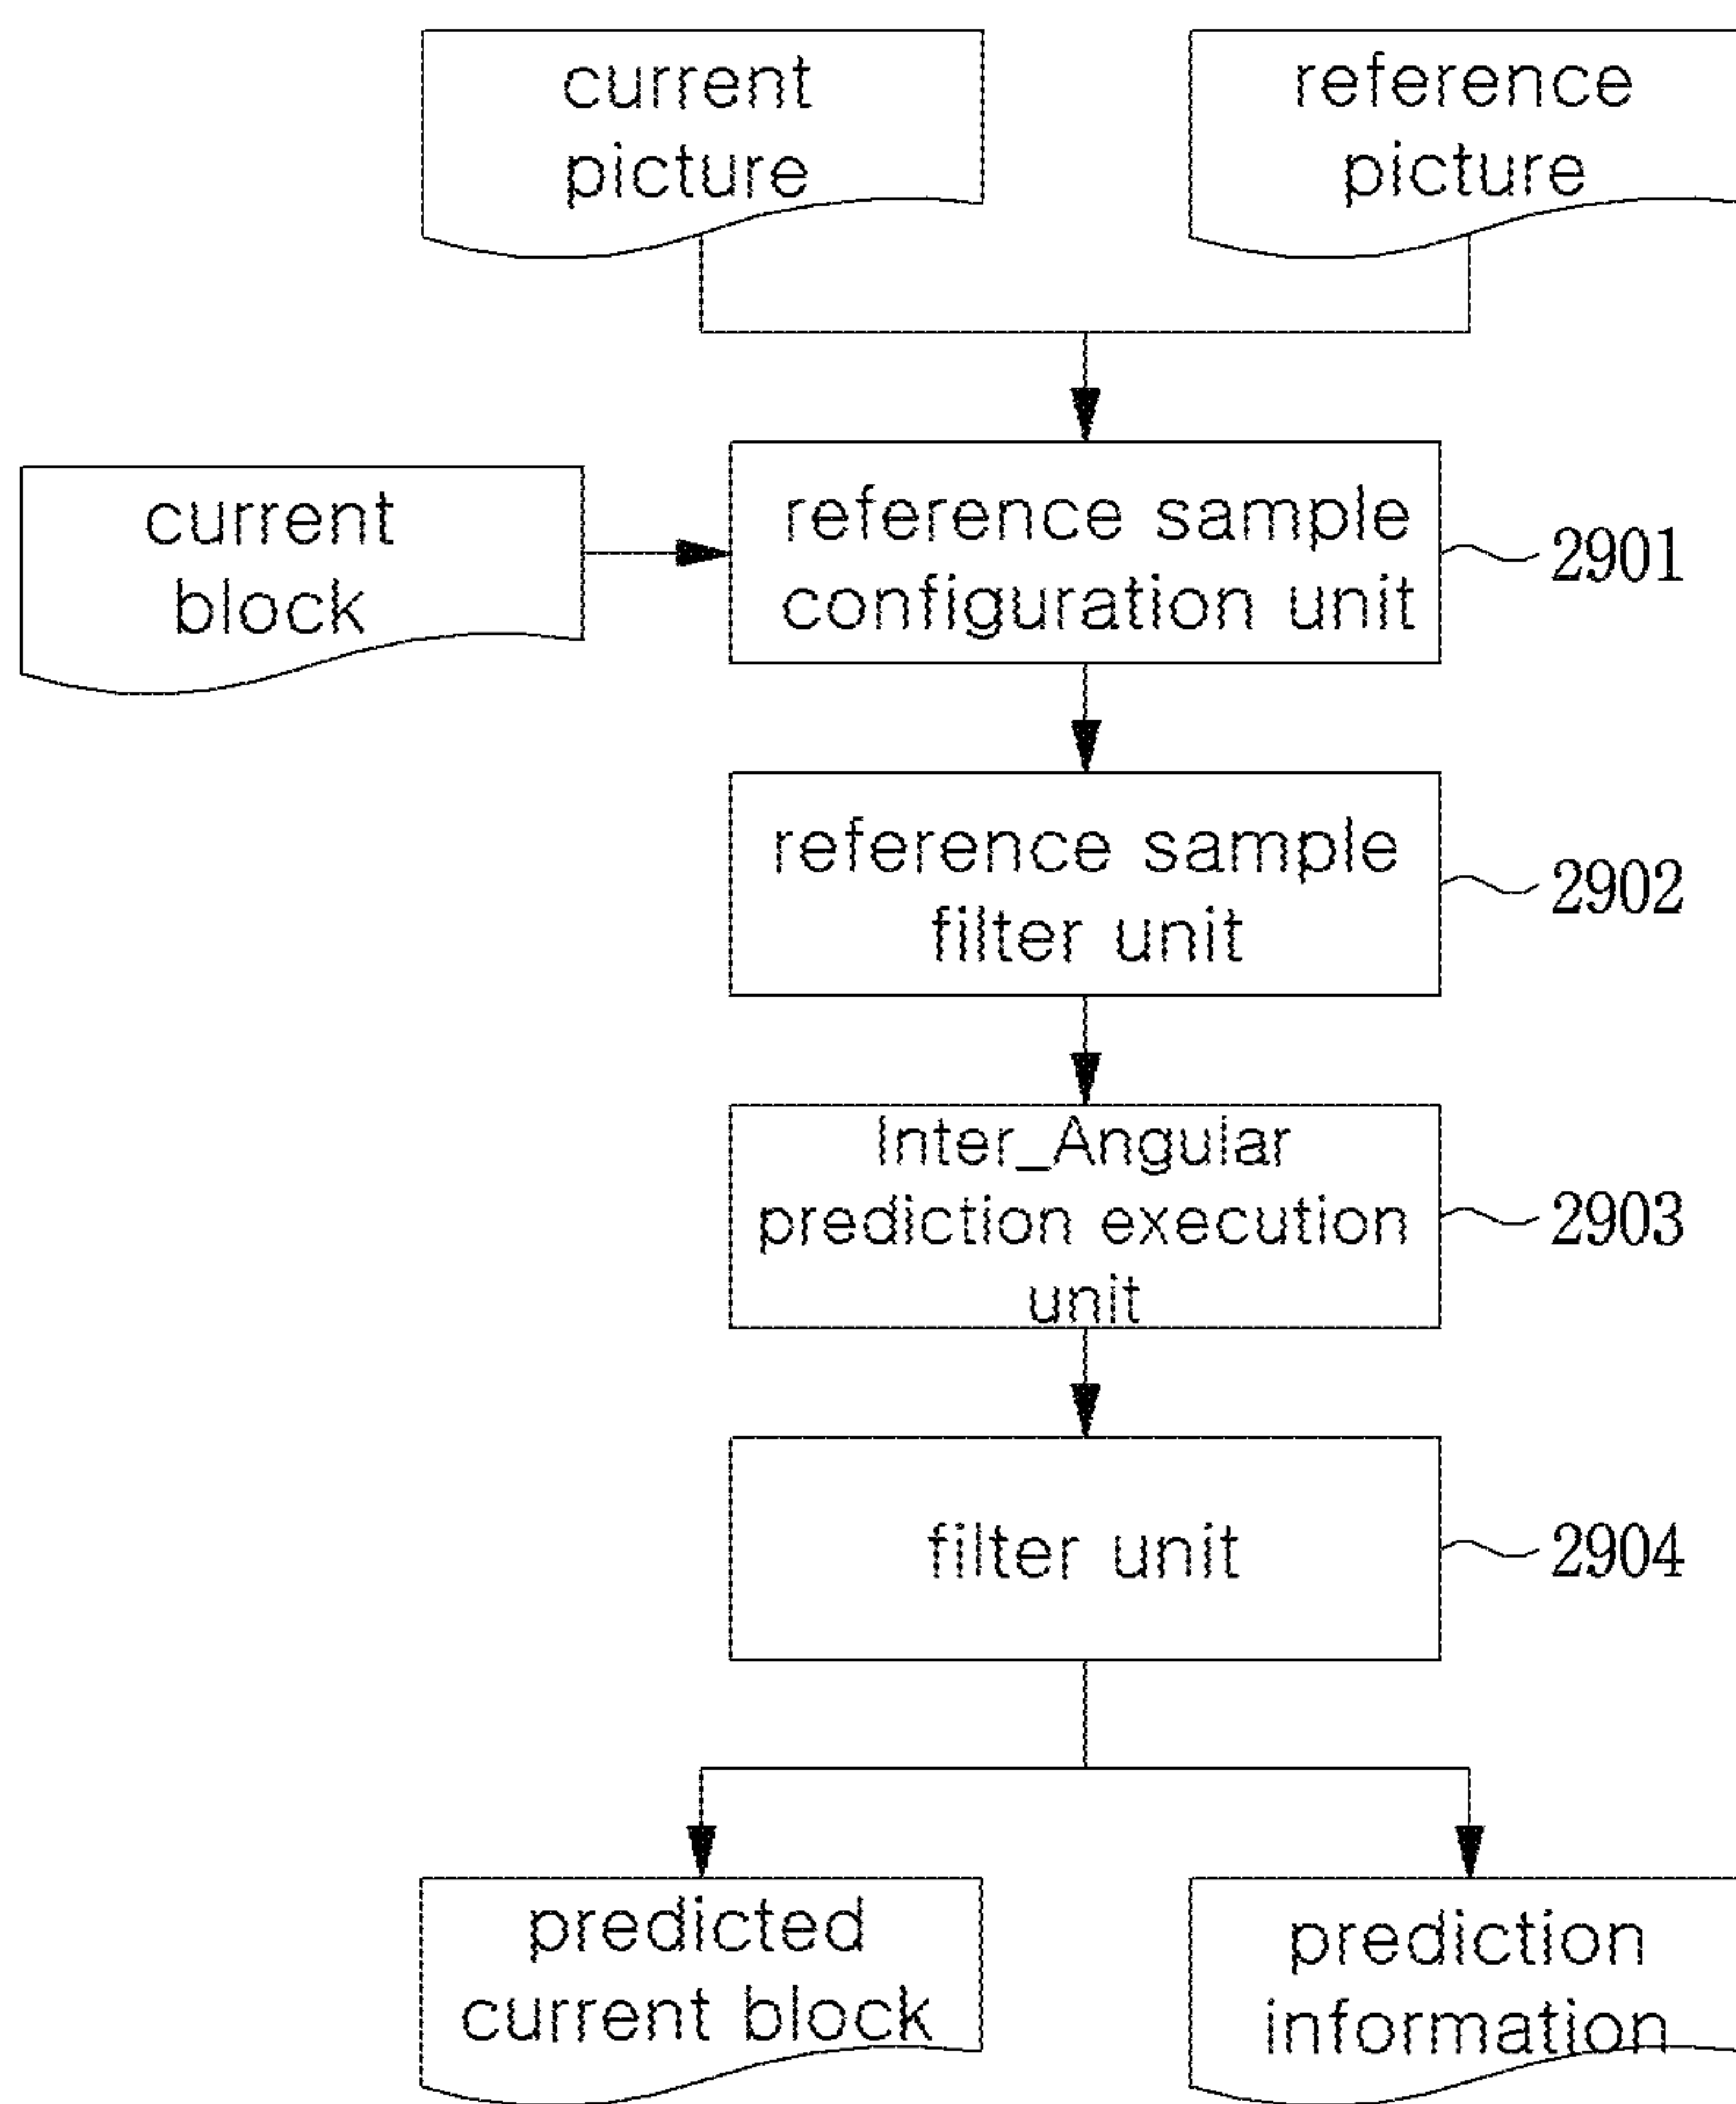 current
picture
reference
picture
current
block
reference sample
configuration unit
2901
reference sample
filter unit
2902
Inter_Angular
prediction execution
unit
2903
filter unit
2904
predicted
current block
prediction
information